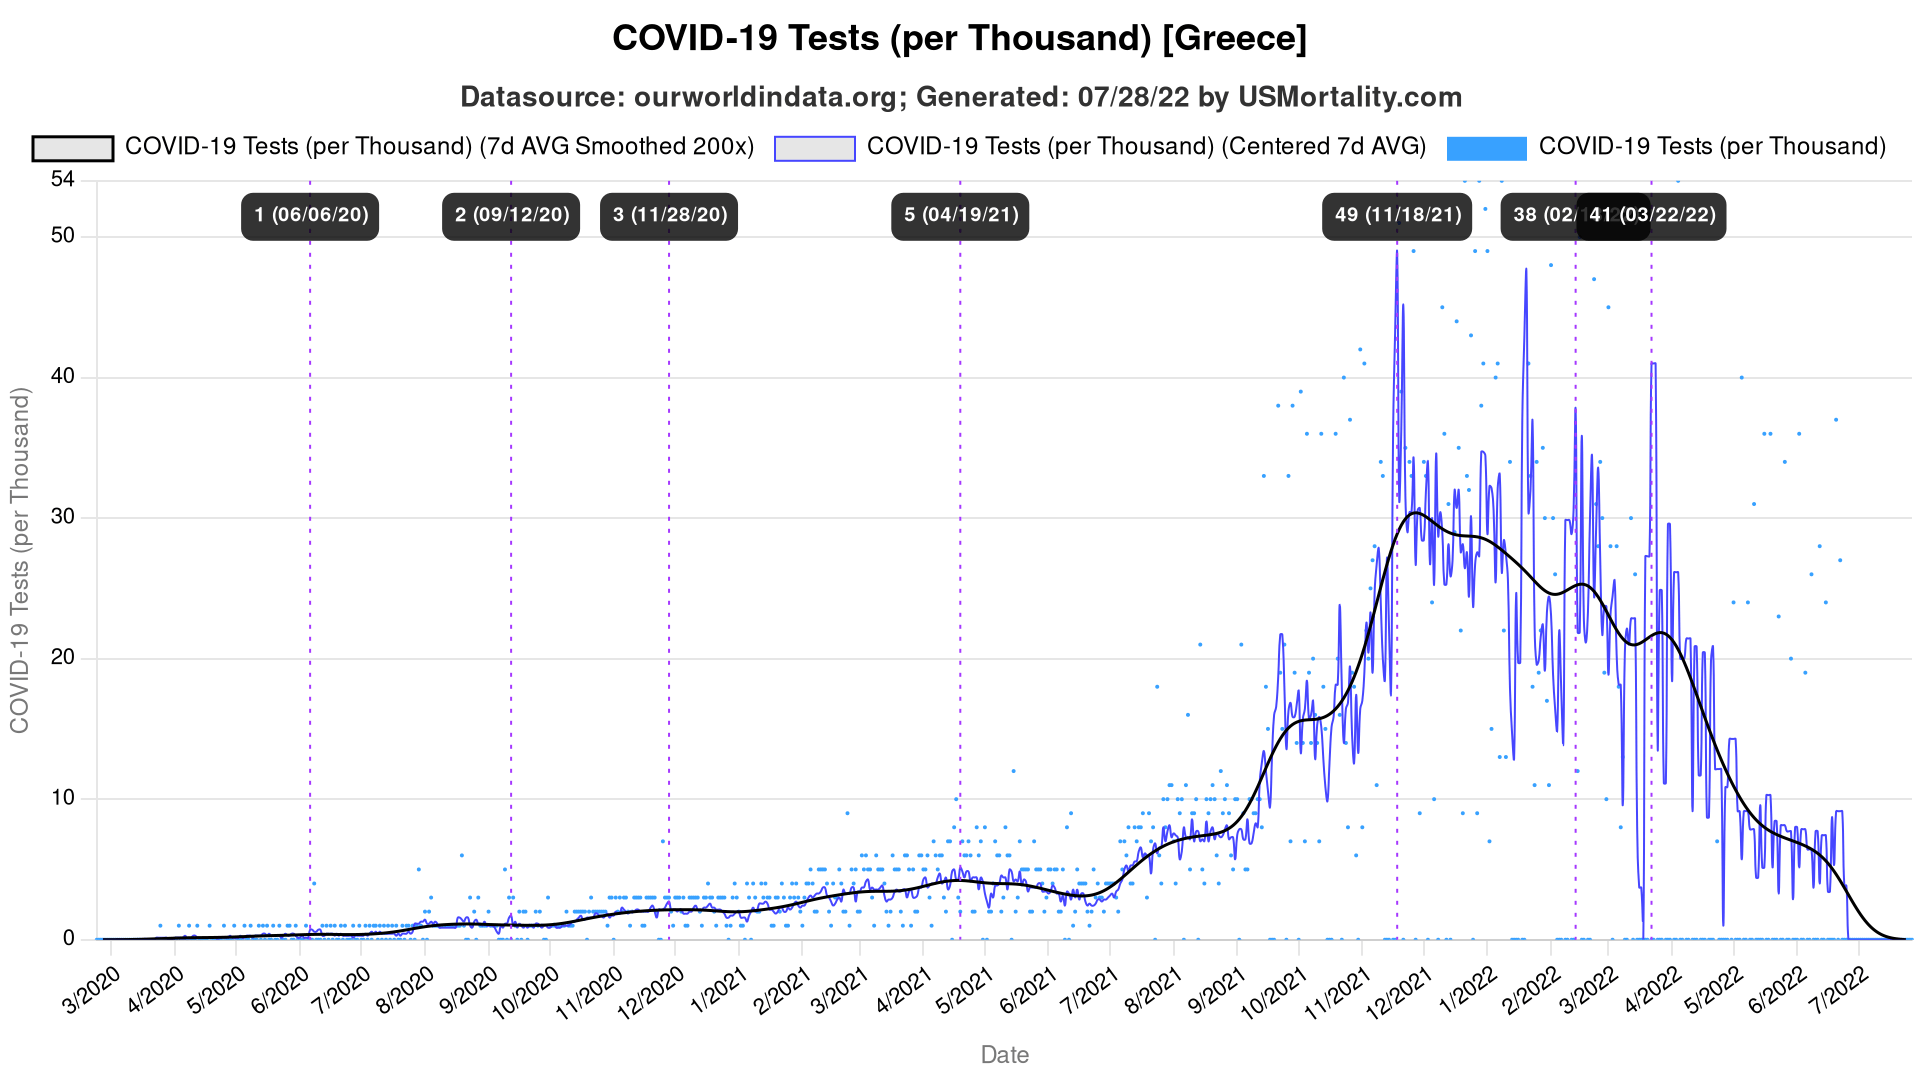 COVID-19 Tests (per Thousand) [Greece]
Datasource: ourworldindata.org; Generated: 07/28/22 by USMortality.com
COVID-19 Tests (per Thousand) (7d AVG Smoothed 200x) COVID-19 Tests (per Thousand) (Centered 7d AVG) COVID-19 Tests (per Thousand)
54
1 (06/06/20) 2 (09/12/20) 3 (11/28/20) 5 (04/19/21) 49 (11/18/21) 38 (02/ 41 (03/22/22)
50
40
30
20
10
0
COVID-19 Tests (per Thousand)
3/2020 4/2020 5/2020 6/2020 7/2020 8/2020 9/2020 10/2020 11/2020 12/2020 1/2021 2/2021 3/2021 4/2021 5/2021 6/2021 7/2021 8/2021 9/2021 10/2021 11/2021 12/2021 1/2022 2/2022 3/2022 4/2022 5/2022 6/2022 7/2022
Date